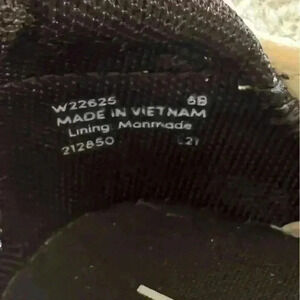 W22625 6B
MADE IN VIETNAM
Lining Manmade
212850 L21